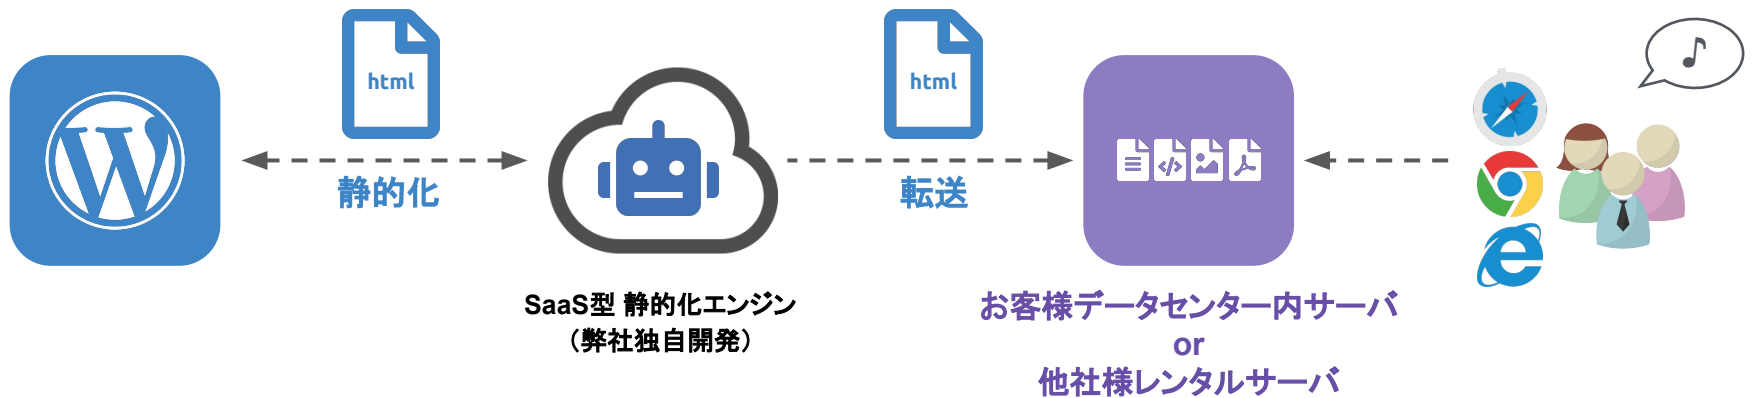 html
静的化
html
転送
SaaS型 静的化エンジン
（弊社独自開発）
お客様データセンター内サーバ
or
他社様レンタルサーバ